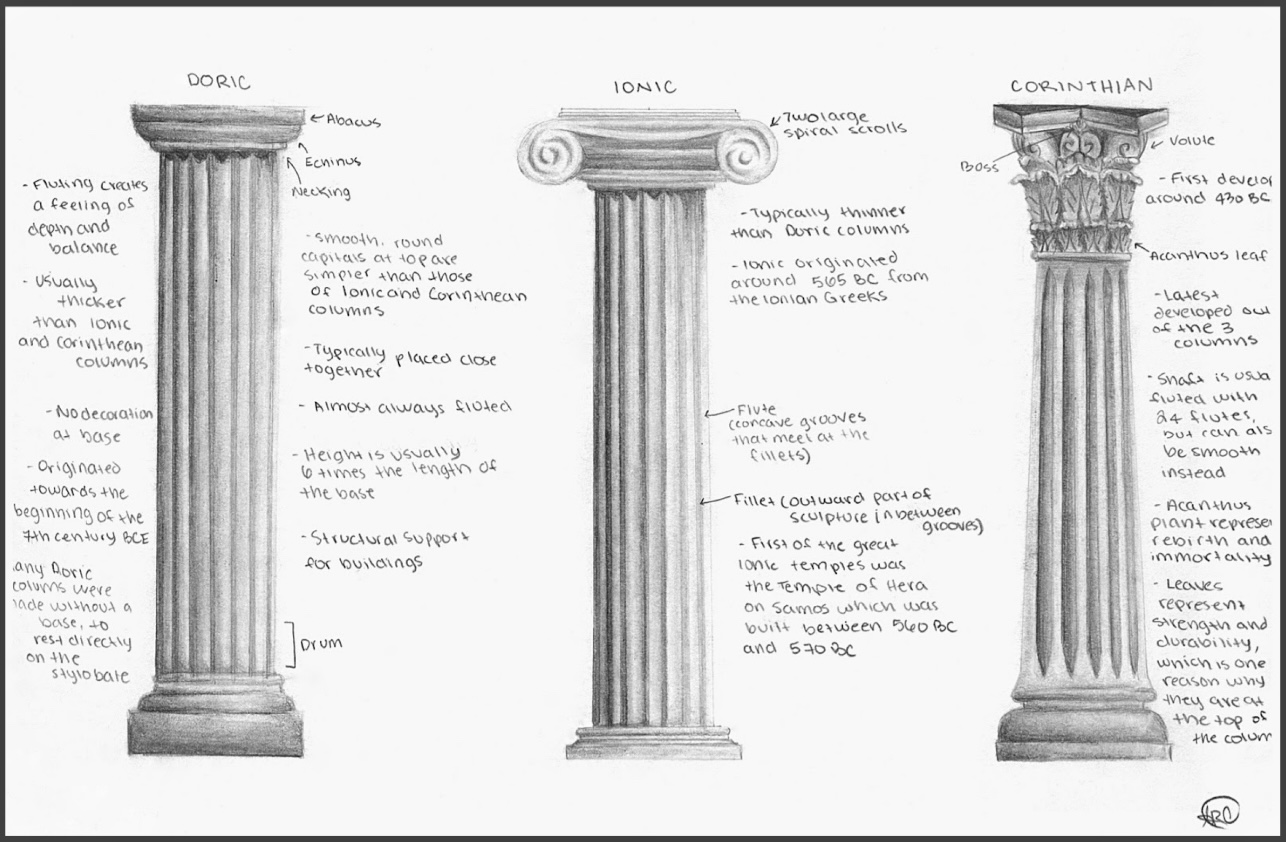 DORIC
← Abacus
Echinus
Necking
- Fluting creates
a feeling of
depth and
balance
- Usually
thicker
than Ionic
and Corinthean
columns
- No decoration
at base
- Originated
towards the
beginning of the
7th century BCE
any Doric
colums were
ade without a
base, to
rest directly
on the
stylobate
- Smooth, round
capitals at top are
simpler than those
of Ionic and Corinthean
columns
- Typically placed close
together
- Almost always fluted
- Height is usually
6 times the length of
the base
- Structural support
for buildings
Drum
IONIC
Two large
spiral scrolls
- Typically thinner
than Doric columns
- Ionic originated
around 565 BC from
the Ionian Greeks
Flute
(concave grooves
that meet at the
fillets)
Fillet (outward part of
sculpture in between
grooves)
- First of the great
Ionic temples was
the Temple of Hera
on Samos which was
built between 560 BC
and 570 BC
CORINTHIAN
Boss
Volute
- First develo
around 430 BC
Acanthus leaf
- Latest
developed out
of the 3
columns
- Shaft is usua
fluted with
24 flutes,
but can als
be smooth
instead
- Acanthus
plant represe
rebirth and
immortality
- Leaves
represent
strength and
durability,
which is one
reason why
they are at
the top of
the colum